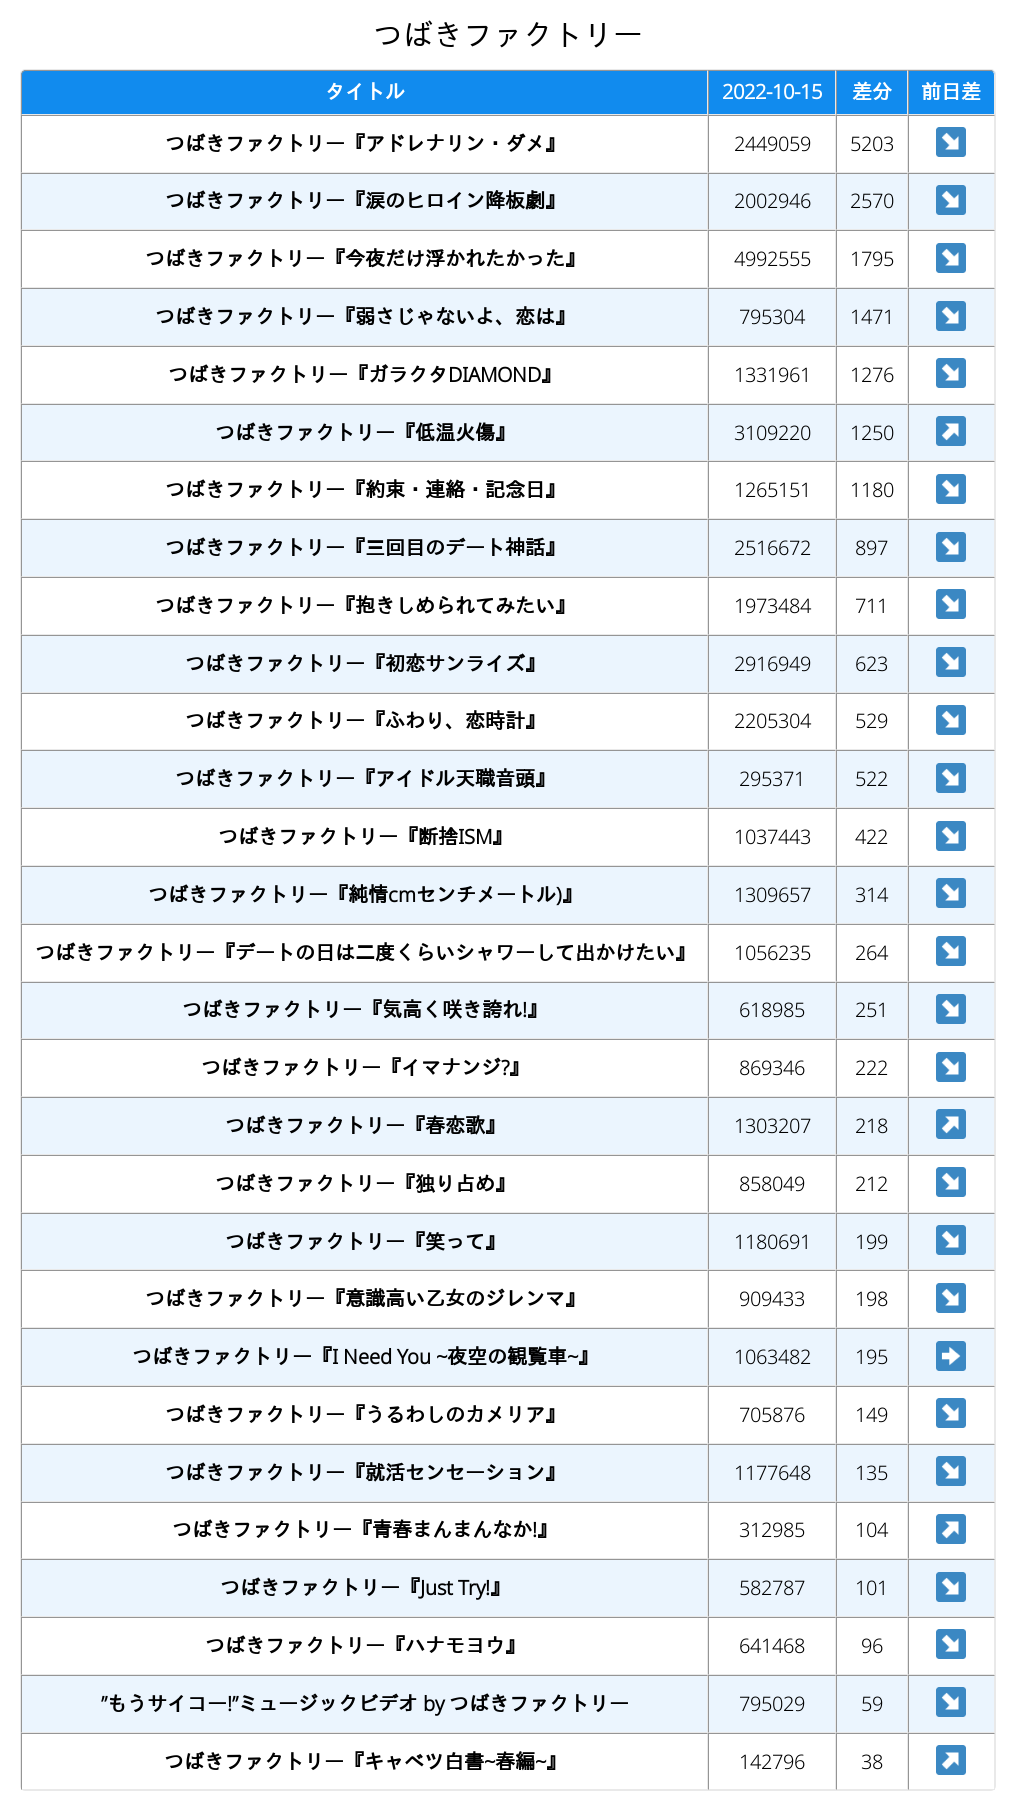 つばきファクトリー
タイトル 2022-10-15 差分 前日差
つばきファクトリー『アドレナリン・ダメ』 2449059 5203 ↘
つばきファクトリー『涙のヒロイン降板劇』 2002946 2570 ↘
つばきファクトリー『今夜だけ浮かれたかった』 4992555 1795 ↘
つばきファクトリー『弱さじゃないよ、恋は』 795304 1471 ↘
つばきファクトリー『ガラクタDIAMOND』 1331961 1276 ↘
つばきファクトリー『低温火傷』 3109220 1250 ↗
つばきファクトリー『約束・連絡・記念日』 1265151 1180 ↘
つばきファクトリー『三回目のデート神話』 2516672 897 ↘
つばきファクトリー『抱きしめられてみたい』 1973484 711 ↘
つばきファクトリー『初恋サンライズ』 2916949 623 ↘
つばきファクトリー『ふわり、恋時計』 2205304 529 ↘
つばきファクトリー『アイドル天職音頭』 295371 522 ↘
つばきファクトリー『断捨ISM』 1037443 422 ↘
つばきファクトリー『純情cmセンチメートル)』 1309657 314 ↘
つばきファクトリー『デートの日は二度くらいシャワーして出かけたい』 1056235 264 ↘
つばきファクトリー『気高く咲き誇れ!』 618985 251 ↘
つばきファクトリー『イマナンジ?』 869346 222 ↘
つばきファクトリー『春恋歌』 1303207 218 ↗
つばきファクトリー『独り占め』 858049 212 ↘
つばきファクトリー『笑って』 1180691 199 ↘
つばきファクトリー『意識高い乙女のジレンマ』 909433 198 ↘
つばきファクトリー『I Need You ~夜空の観覧車~』 1063482 195 ➡
つばきファクトリー『うるわしのカメリア』 705876 149 ↘
つばきファクトリー『就活センセーション』 1177648 135 ↘
つばきファクトリー『青春まんまんなか!』 312985 104 ↗
つばきファクトリー『Just Try!』 582787 101 ↘
つばきファクトリー『ハナモヨウ』 641468 96 ↘
”もうサイコー!”ミュージックビデオ by つばきファクトリー 795029 59 ↘
つばきファクトリー『キャベツ白書~春編~』 142796 38 ↗